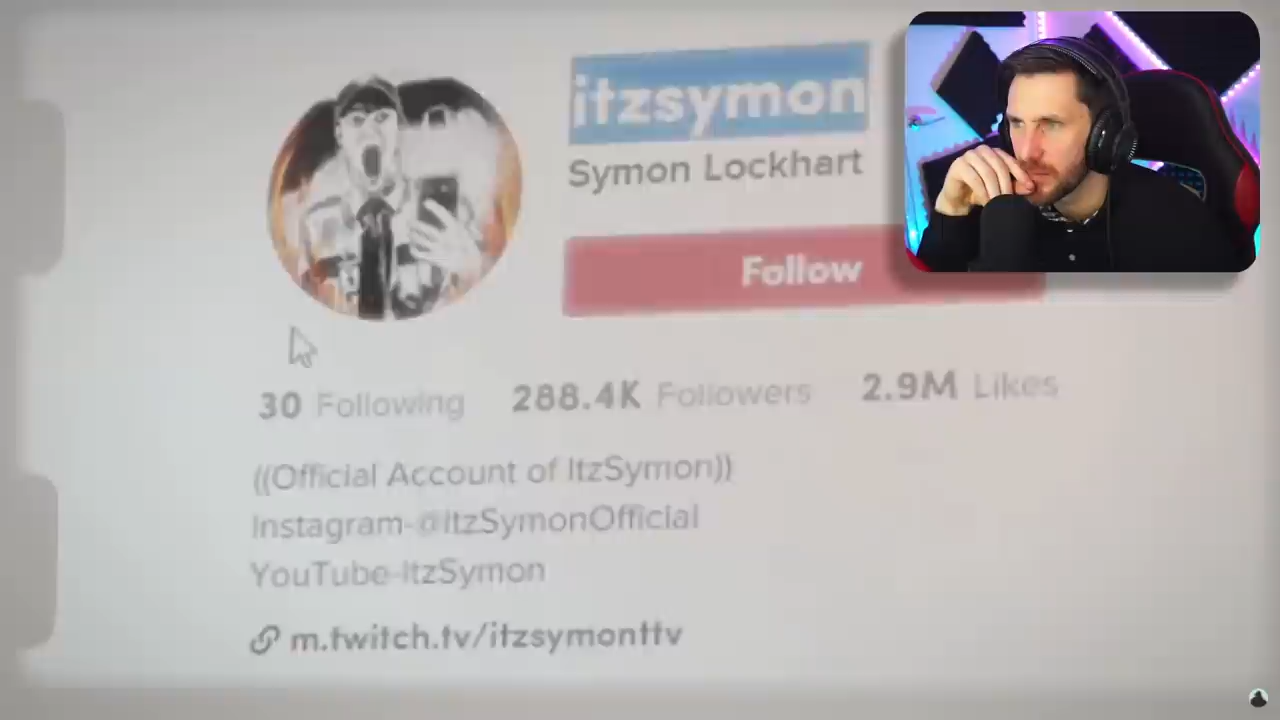 itzsymon
Symon Lockhart
Follow
30 Following 288.4K Followers 2.9M Likes
((Official Account of ItzSymon))
Instagram-@ItzSymonOfficial
YouTube-ItzSymon
m.twitch.tv/itzsymonttv